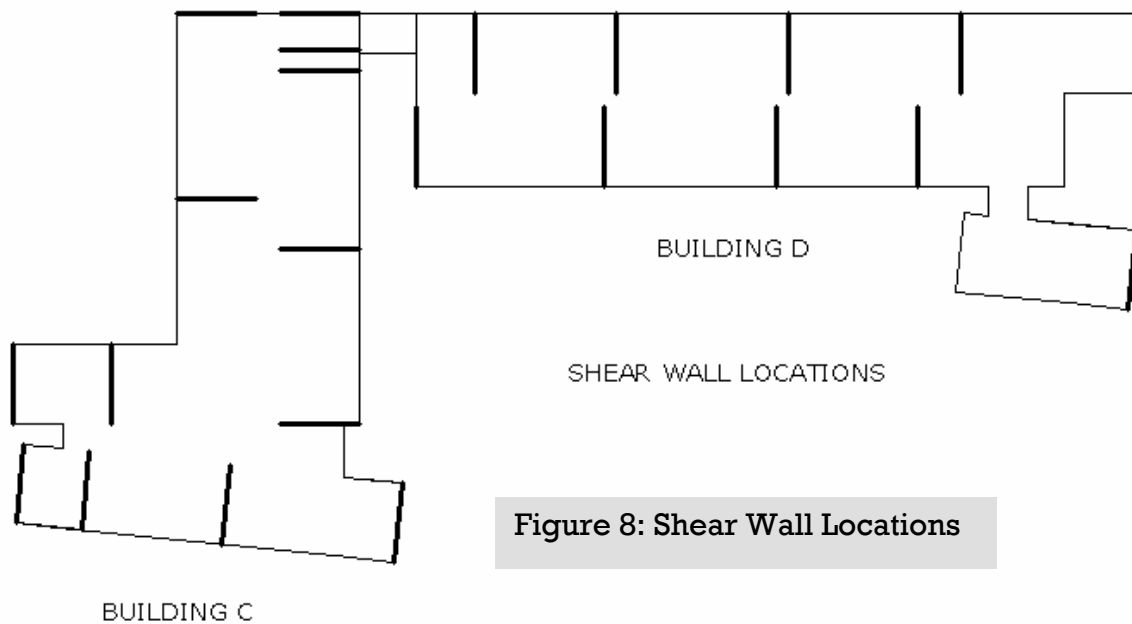 BUILDING D
SHEAR WALL LOCATIONS
Figure 8: Shear Wall Locations
BUILDING C